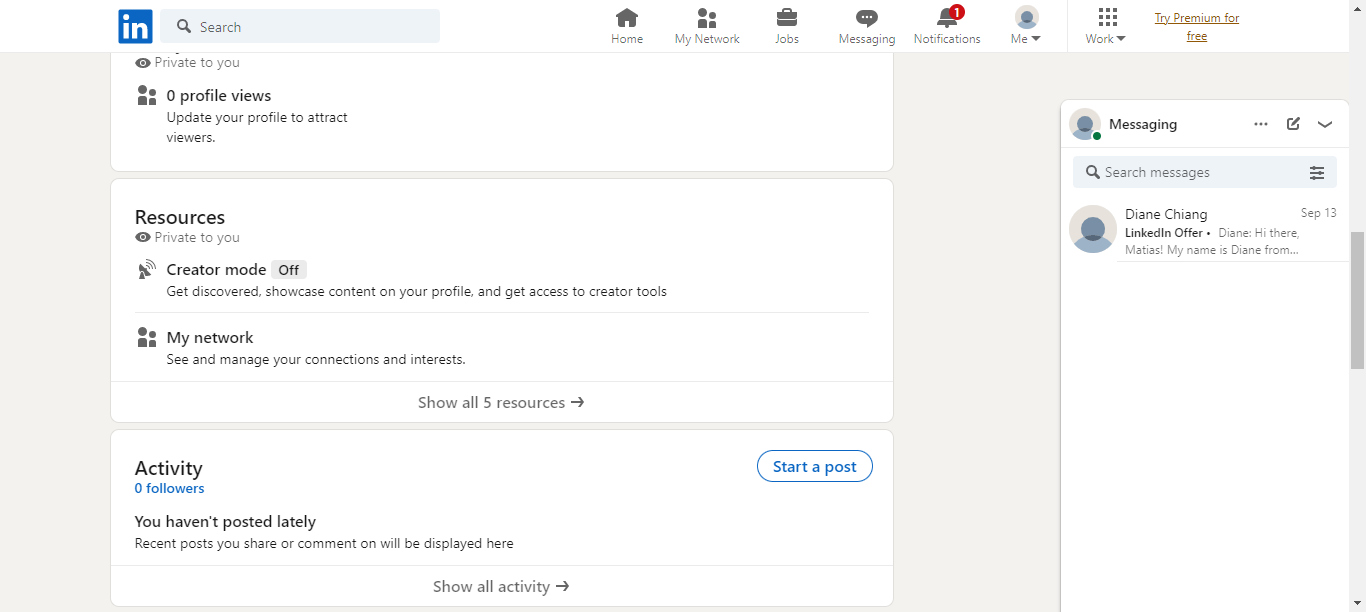 in
Search
Home
My Network
Jobs
Messaging
1
Notifications
Me
Work
Try Premium for
free
Private to you
0 profile views
Update your profile to attract
viewers.
Resources
Private to you
Creator mode Off
Get discovered, showcase content on your profile, and get access to creator tools
My network
See and manage your connections and interests.
Show all 5 resources →
Activity
0 followers
Start a post
You haven't posted lately
Recent posts you share or comment on will be displayed here
Show all activity →
Messaging
Search messages
Diane Chiang Sep 13
LinkedIn Offer • Diane: Hi there,
Matias! My name is Diane from...